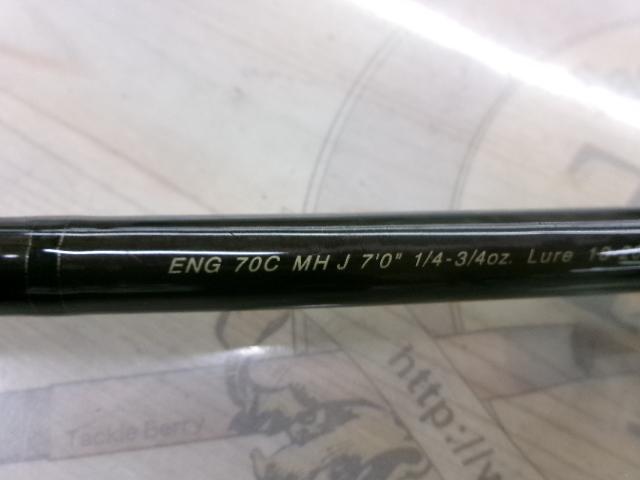 ENG 70C MH J 7'0" 1/4-3/4oz. Lure
Tackle Berry
http://